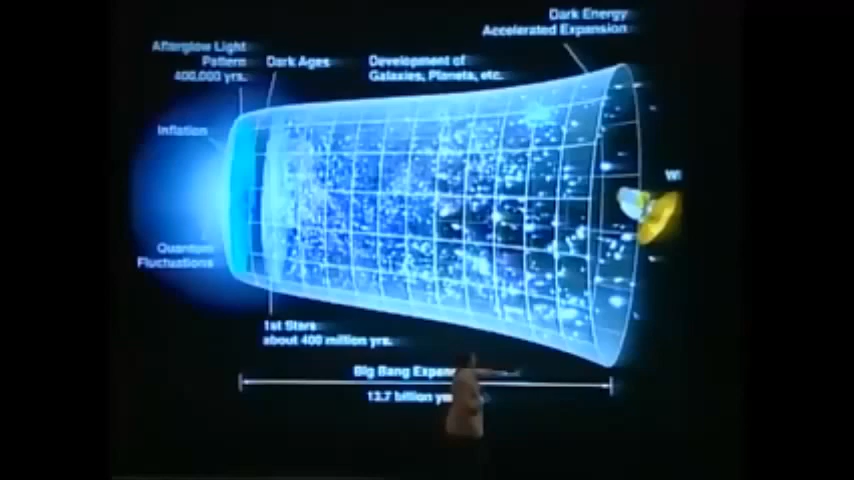 Dark Energy
Accelerated Expansion
Afterglow Light
Pattern
400,000 yrs.
Dark Ages
Development of
Galaxies, Planets, etc.
Inflation
Quantum
Fluctuations
1st Stars
about 400 million yrs.
Big Bang
13.7 billion